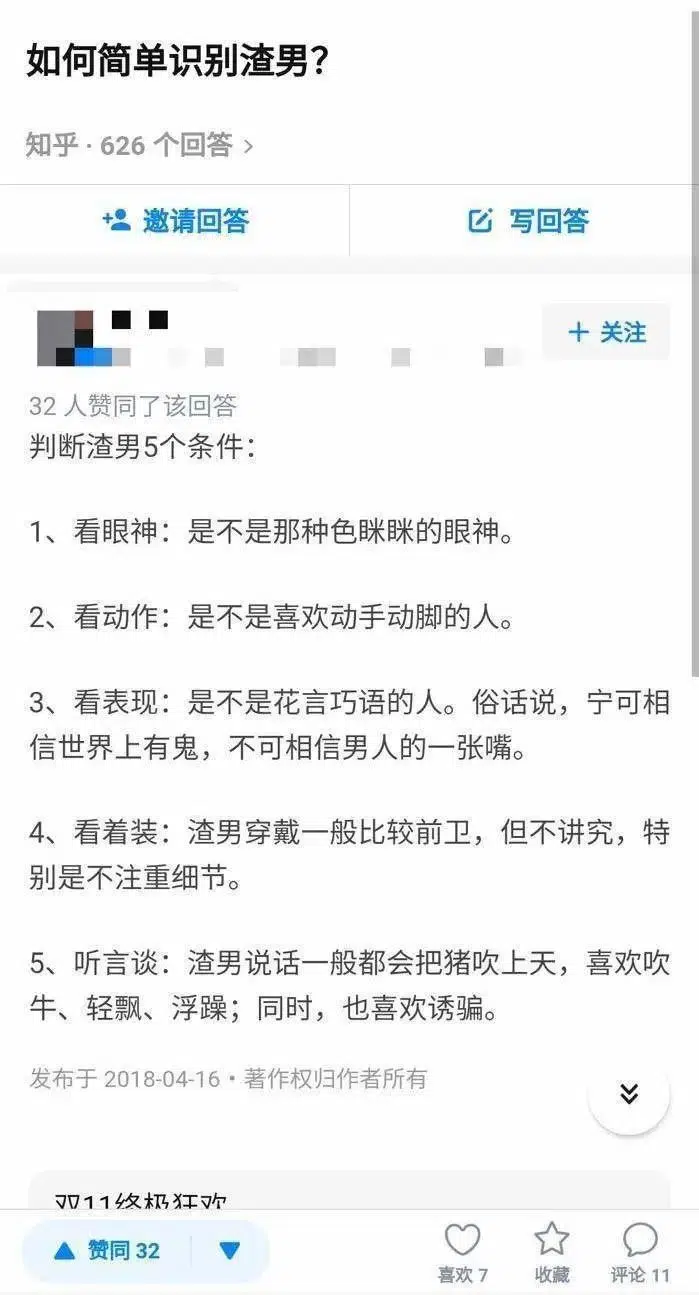 如何简单识别渣男？
知乎 · 626 个回答 >
邀请回答
写回答
+ 关注
32 人赞同了该回答
判断渣男5个条件：
1、看眼神：是不是那种色眯眯的眼神。
2、看动作：是不是喜欢动手动脚的人。
3、看表现：是不是花言巧语的人。俗话说，宁可相
信世界上有鬼，不可相信男人的一张嘴。
4、看着装：渣男穿戴一般比较前卫，但不讲究，特
别是不注重细节。
5、听言谈：渣男说话一般都会把猪吹上天，喜欢吹
牛、轻飘、浮躁；同时，也喜欢诱骗。
发布于 2018-04-16 · 著作权归作者所有
双11终极狂欢
赞同 32
喜欢 7
收藏
评论 11